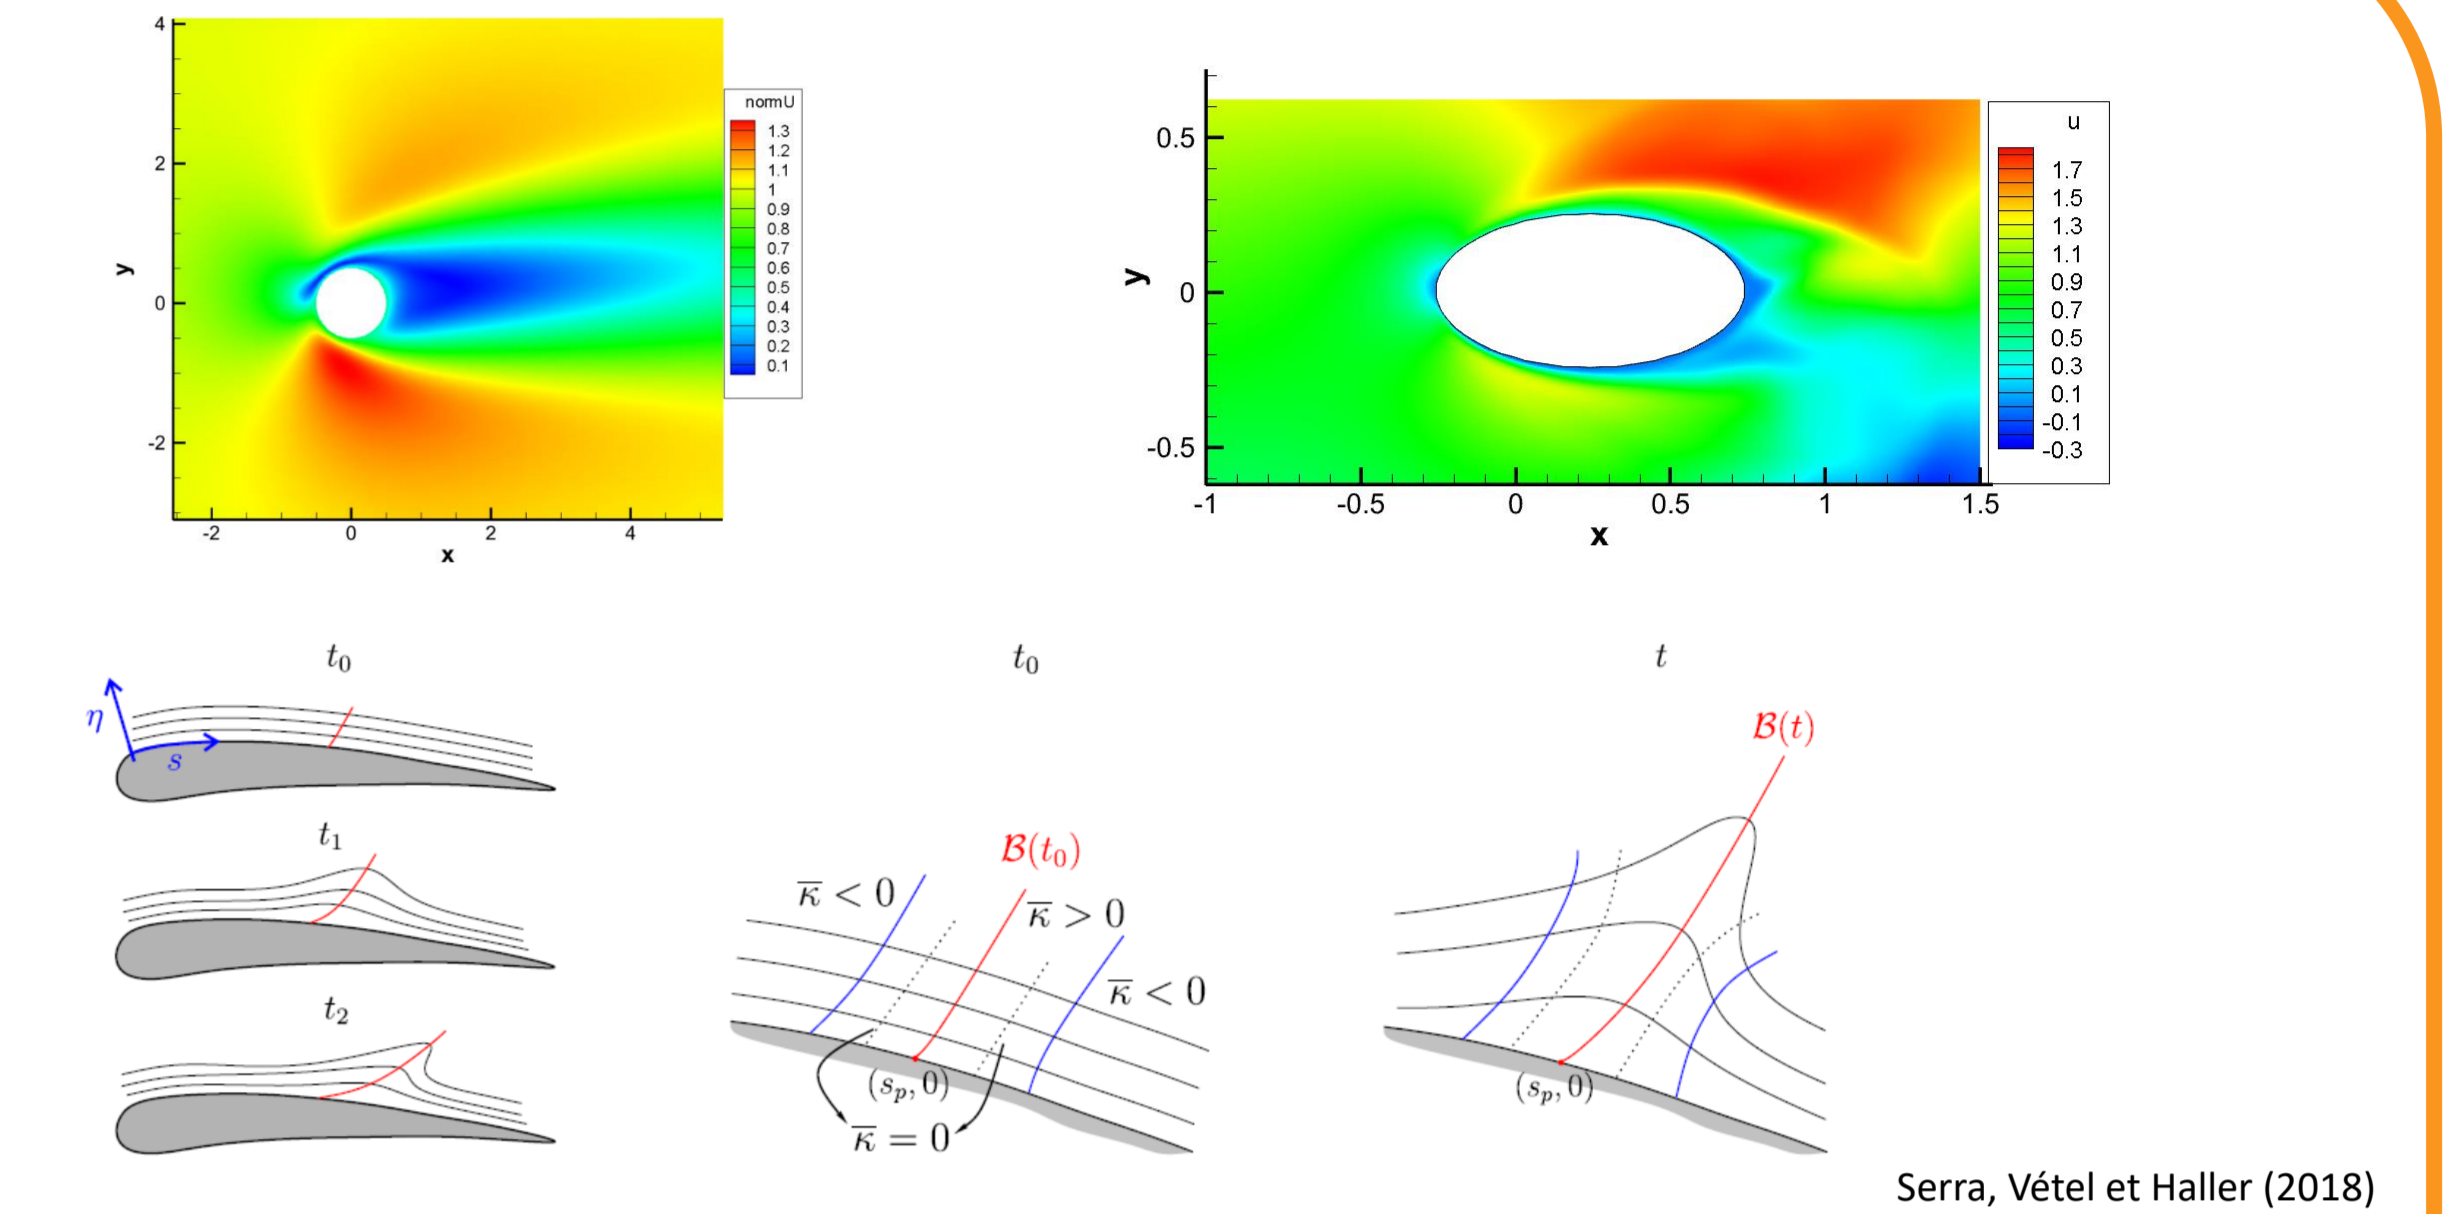 4
2
0
-2
y
-2 0 2 4
x
normU
1.3
1.2
1.1
1
0.9
0.8
0.7
0.6
0.5
0.4
0.3
0.2
0.1
0.5
0
-0.5
y
-1 -0.5 0 0.5 1 1.5
x
u
1.7
1.5
1.3
1.1
0.9
0.7
0.5
0.3
0.1
-0.1
-0.3
t₀
η
s
t₁
t₂
t₀
ℬ(t₀)
κ̅ < 0
κ̅ > 0
κ̅ < 0
(sₚ, 0)
κ̅ = 0
t
ℬ(t)
(sₚ, 0)
Serra, Vétel et Haller (2018)